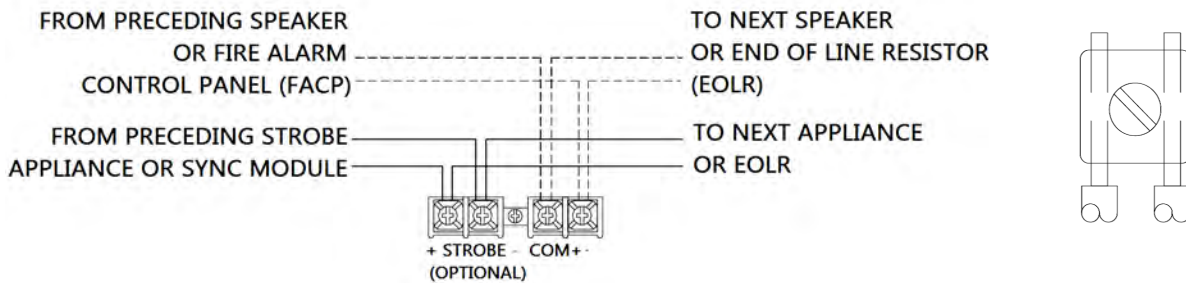 FROM PRECEDING SPEAKER
OR FIRE ALARM
CONTROL PANEL (FACP)
TO NEXT SPEAKER
OR END OF LINE RESISTOR
(EOLR)
FROM PRECEDING STROBE
APPLIANCE OR SYNC MODULE
TO NEXT APPLIANCE
OR EOLR
+ STROBE - COM+ -
(OPTIONAL)